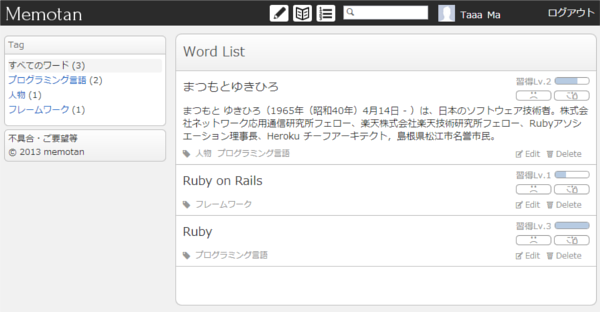 Memotan
Taaa Ma
ログアウト
Tag
すべてのワード (3)
プログラミング言語 (2)
人物 (1)
フレームワーク (1)
不具合・ご要望等
© 2013 memotan
Word List
まつもとゆきひろ
習得Lv.2
まつもと ゆきひろ（1965年（昭和40年）4月14日 - ）は、日本のソフトウェア技術者。株式会
社ネットワーク応用通信研究所フェロー、楽天株式会社楽天技術研究所フェロー、Rubyアソシ
エーション理事長、Heroku チーフアーキテクト，島根県松江市名誉市民。
人物 プログラミング言語
Edit Delete
Ruby on Rails
習得Lv.1
フレームワーク
Edit Delete
Ruby
習得Lv.3
プログラミング言語
Edit Delete